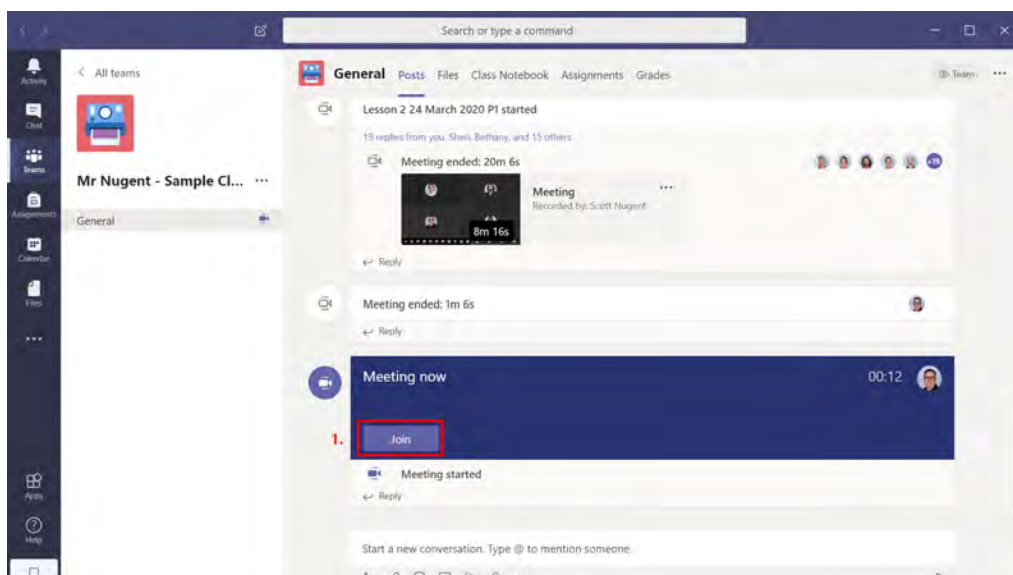 Search or type a command
Activity
Chat
Teams
Assignments
Calendar
Files
Apps
Help
All teams
Mr Nugent - Sample Cl... ...
General
General Posts Files Class Notebook Assignments Grades
Team ...
Lesson 2 24 March 2020 P1 started
19 replies from you, Sheli, Bethany, and 15 others
Meeting ended: 20m 6s
+15
8m 16s
Meeting ...
Recorded by: Scott Nugent
Reply
Meeting ended: 1m 6s
Reply
Meeting now 00:12
1. Join
Meeting started
Reply
Start a new conversation. Type @ to mention someone.